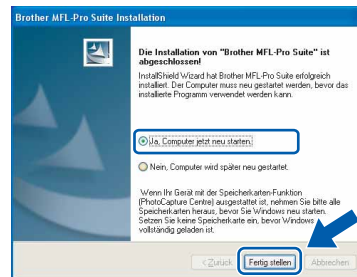 Brother MFL-Pro Suite Installation
Die Installation von "Brother MFL-Pro Suite" ist
abgeschlossen!
InstallShield Wizard hat Brother MFL-Pro Suite erfolgreich
installiert. Der Computer muss neu gestartet werden, bevor das
installierte Programm verwendet werden kann.
Ja, Computer jetzt neu starten.
Nein, Computer wird später neu gestartet.
Wenn Ihr Gerät mit der Speicherkarten-Funktion
(PhotoCapture Centre) ausgestattet ist, nehmen Sie bitte alle
Speicherkarten heraus, bevor Sie Windows neu starten.
Setzen Sie keine Speicherkarte ein, bevor Windows
vollständig geladen ist.
< Zurück Fertig stellen Abbrechen